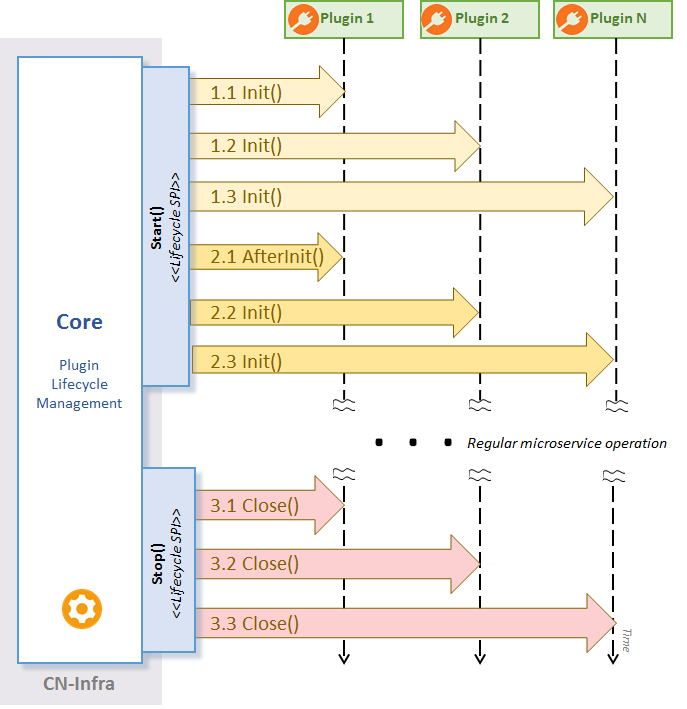 Plugin 1
Plugin 2
Plugin N
1.1 Init()
1.2 Init()
1.3 Init()
Start()
<<Lifecycle SPI>>
2.1 AfterInit()
2.2 Init()
2.3 Init()
Core
Plugin
Lifecycle
Management
Regular microservice operation
Stop()
<<Lifecycle SPI>>
3.1 Close()
3.2 Close()
3.3 Close()
Time
CN-Infra